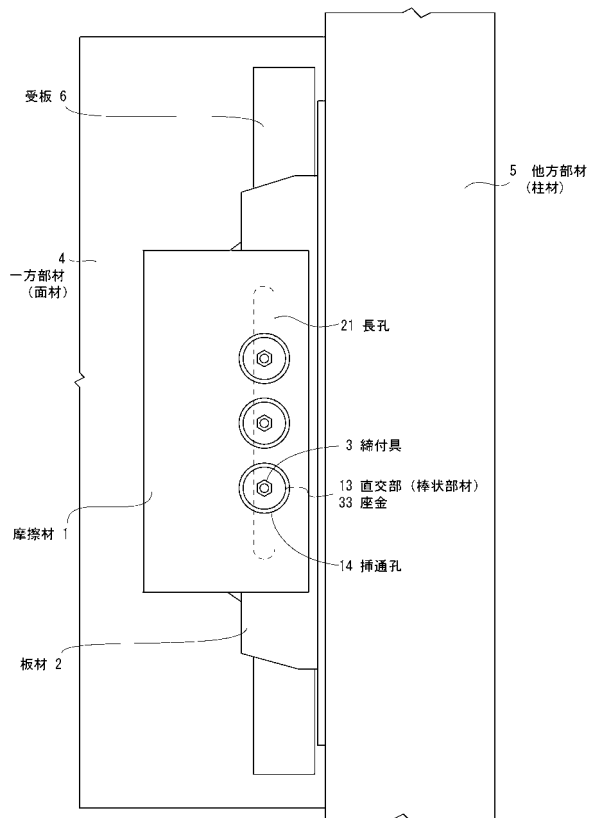 受板 6
5 他方部材
(柱材)
4
一方部材
(面材)
21 長孔
3 締付具
13 直交部 (棒状部材)
33 座金
摩擦材 1
14 挿通孔
板材 2